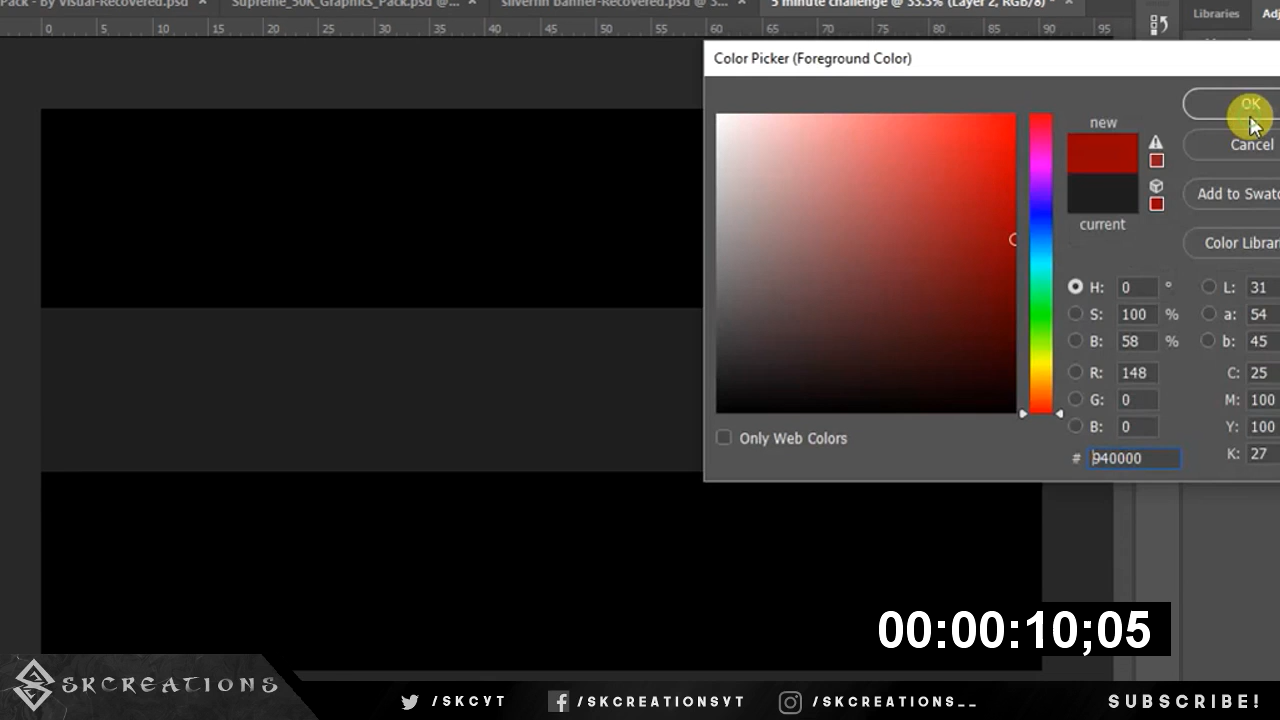 Pack - By Visual-Recovered.psd × Supreme_50K_Graphics_Pack.psd @... × silverfin banner-Recovered.psd @ 3... × 5 minute challenge @ 33.3% (Layer 2, RGB/8) * × Libraries Adj
0 5 10 15 20 25 30 35 40 45 50 55 60 65 70 75 80 85 90 95
Color Picker (Foreground Color)
OK
new
Cancel
Add to Swatc
current
Color Librar
H: 0 ° L: 31
S: 100 % a: 54
B: 58 % b: 45
R: 148 C: 25
G: 0 M: 100
B: 0 Y: 100
Only Web Colors
# 940000 K: 27
00:00:10;05
SKCREATIONS
/SKCYT /SKCREATIONSYT /SKCREATIONS__ SUBSCRIBE!